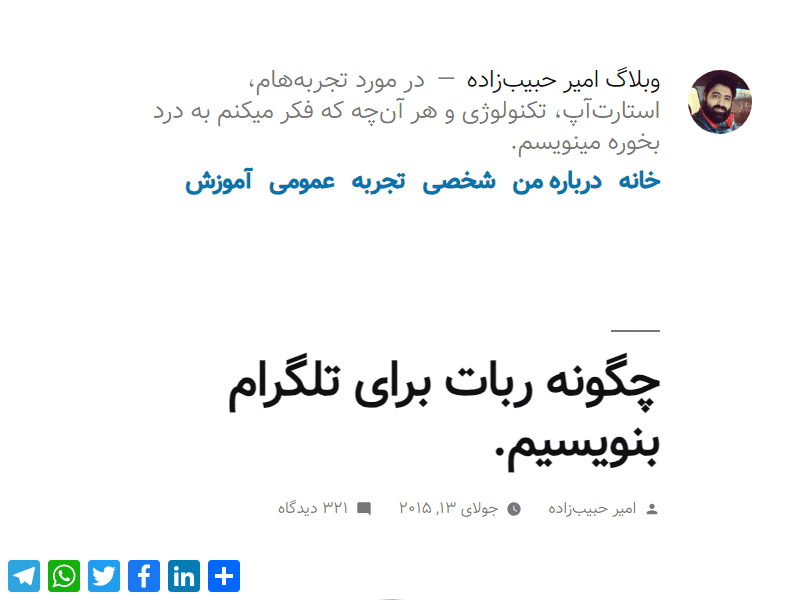 وبلاگ امیر حبیب‌زاده — در مورد تجربه‌هام،
استارت‌آپ، تکنولوژی و هر آن‌چه که فکر میکنم به درد
بخوره مینویسم.
خانه درباره من شخصی تجربه عمومی آموزش
چگونه ربات برای تلگرام
بنویسیم.
امیر حبیب‌زاده جولای ۱۳, ۲۰۱۵ ۳۲۱ دیدگاه